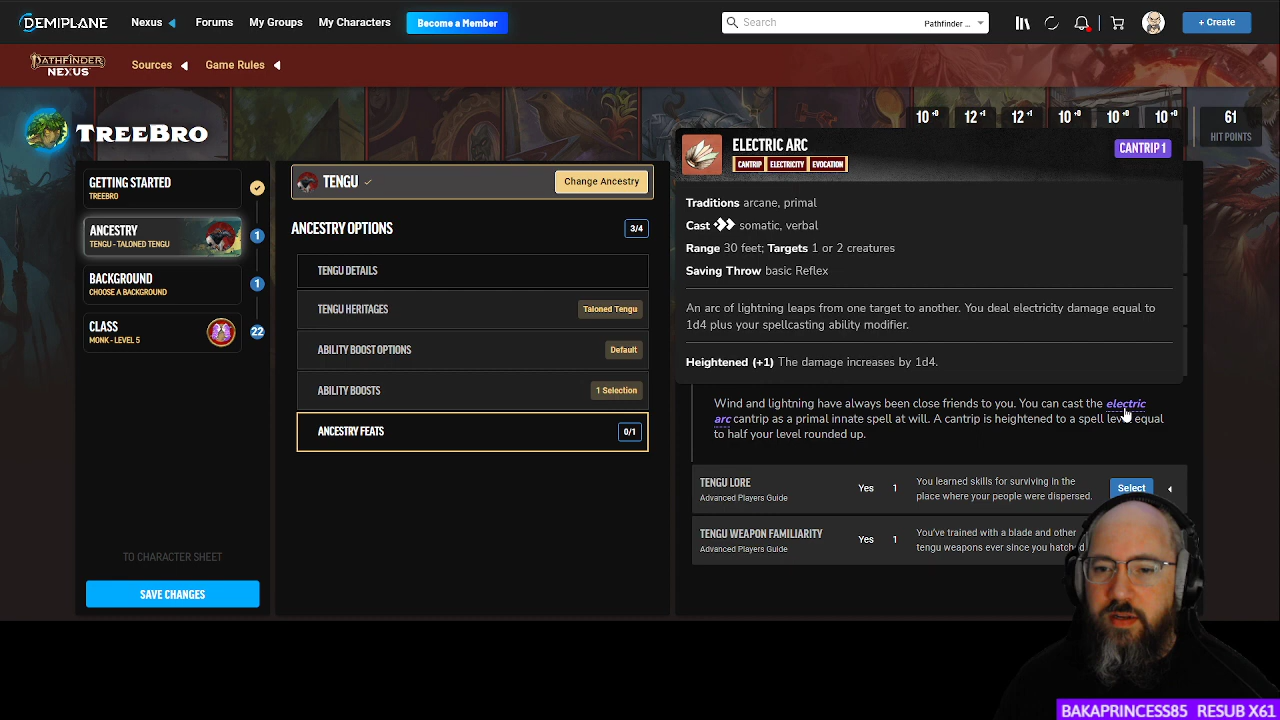 DEMIPLANE
Nexus
Forums
My Groups
My Characters
Become a Member
Search
Pathfinder ...
+ Create
PATHFINDER
NEXUS
Sources
Game Rules
TREEBRO
10 +0
12 +1
12 +1
10 +0
10 +0
10 +0
61
HIT POINTS
GETTING STARTED
TREEBRO
ANCESTRY
TENGU - TALONED TENGU
1
BACKGROUND
CHOOSE A BACKGROUND
1
CLASS
MONK - LEVEL 5
22
TO CHARACTER SHEET
SAVE CHANGES
TENGU
Change Ancestry
ANCESTRY OPTIONS
3/4
TENGU DETAILS
TENGU HERITAGES
Taloned Tengu
ABILITY BOOST OPTIONS
Default
ABILITY BOOSTS
1 Selection
ANCESTRY FEATS
0/1
ELECTRIC ARC
CANTRIP
ELECTRICITY
EVOCATION
CANTRIP 1
Traditions arcane, primal
Cast somatic, verbal
Range 30 feet; Targets 1 or 2 creatures
Saving Throw basic Reflex
An arc of lightning leaps from one target to another. You deal electricity damage equal to
1d4 plus your spellcasting ability modifier.
Heightened (+1) The damage increases by 1d4.
Wind and lightning have always been close friends to you. You can cast the electric
arc cantrip as a primal innate spell at will. A cantrip is heightened to a spell level equal
to half your level rounded up.
TENGU LORE
Advanced Players Guide
Yes
1
You learned skills for surviving in the
place where your people were dispersed.
Select
TENGU WEAPON FAMILIARITY
Advanced Players Guide
Yes
1
You've trained with a blade and other
tengu weapons ever since you hatched
BAKAPRINCESS85 RESUB X61